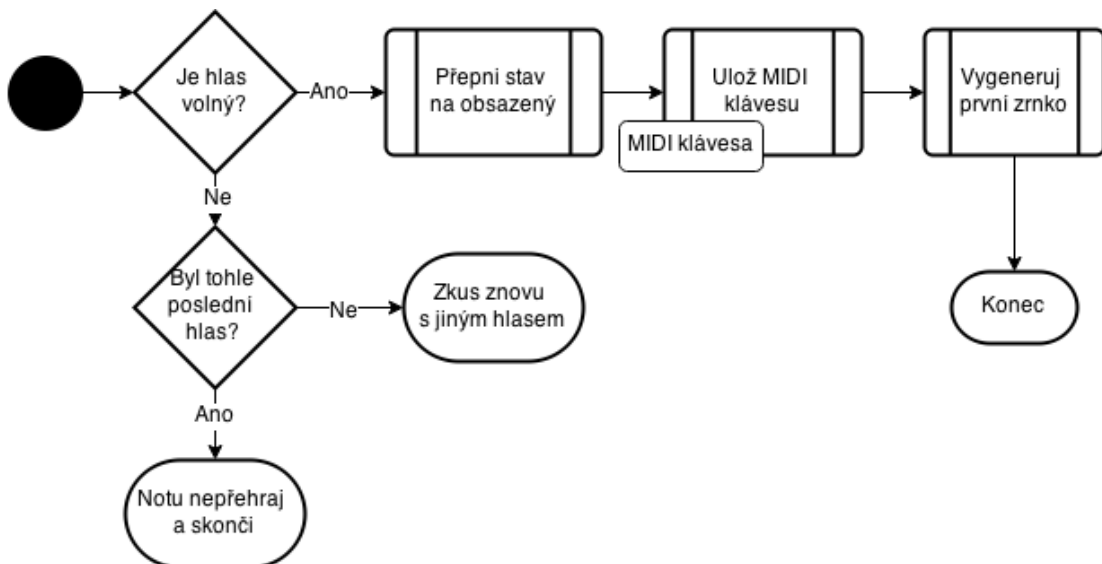 Je hlas
volný?
Ano
Přepni stav
na obsazený
Ulož MIDI
klávesu
MIDI klávesa
Vygeneruj
první zrnko
Ne
Byl tohle
poslední
hlas?
Ne
Zkus znovu
s jiným hlasem
Konec
Ano
Notu nepřehraj
a skonči